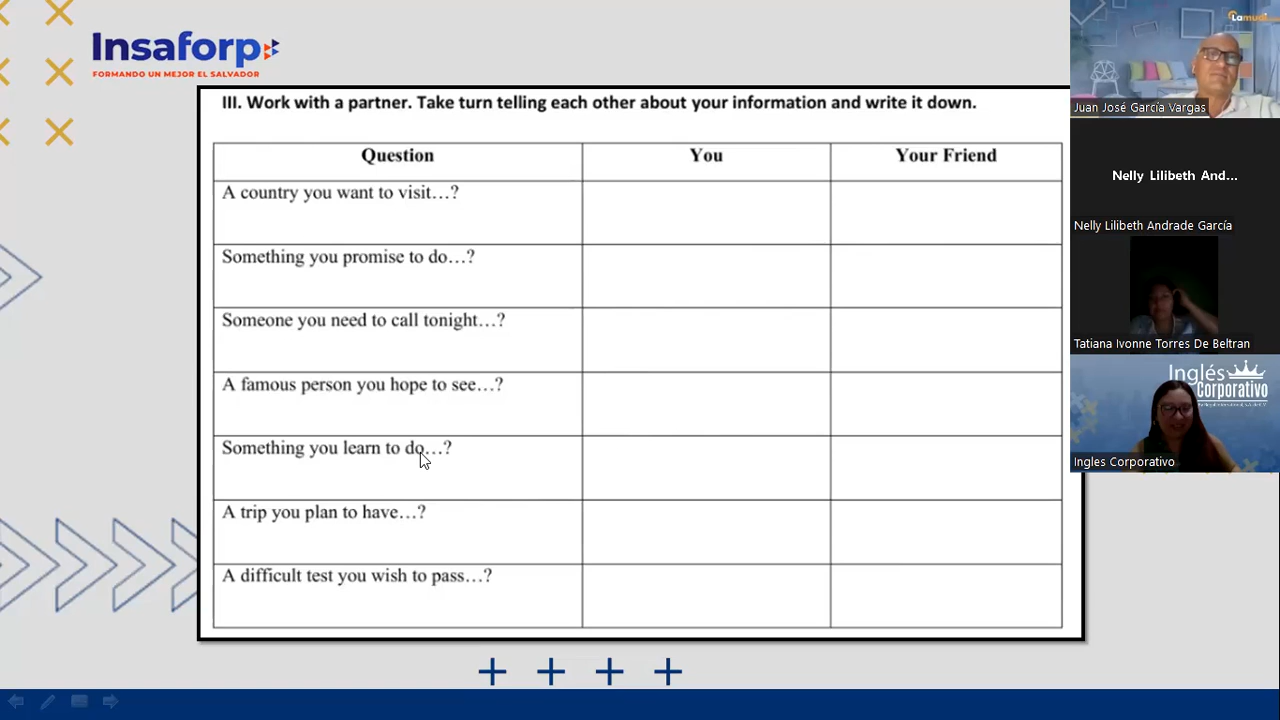 Insaforp
FORMANDO UN MEJOR EL SALVADOR
III. Work with a partner. Take turn telling each other about your information and write it down.
Question You Your Friend
A country you want to visit…?
Something you promise to do…?
Someone you need to call tonight…?
A famous person you hope to see…?
Something you learn to do…?
A trip you plan to have…?
A difficult test you wish to pass…?
Lamudi
Juan José García Vargas
Nelly Lilibeth And...
Nelly Lilibeth Andrade García
Tatiana Ivonne Torres De Beltran
Inglés
Corporativo
Ingles Corporativo